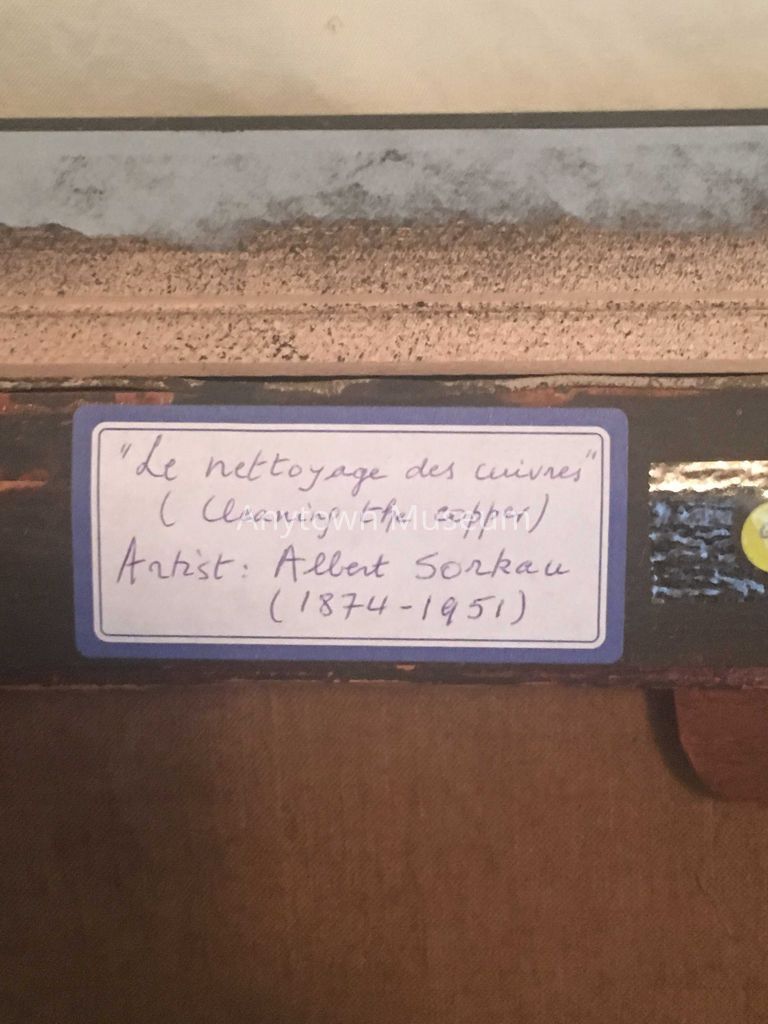 "Le nettoyage des cuivres"
(Cleaning the copper)
Anytown Museum
Artist: Albert Sorkau
(1874-1951)